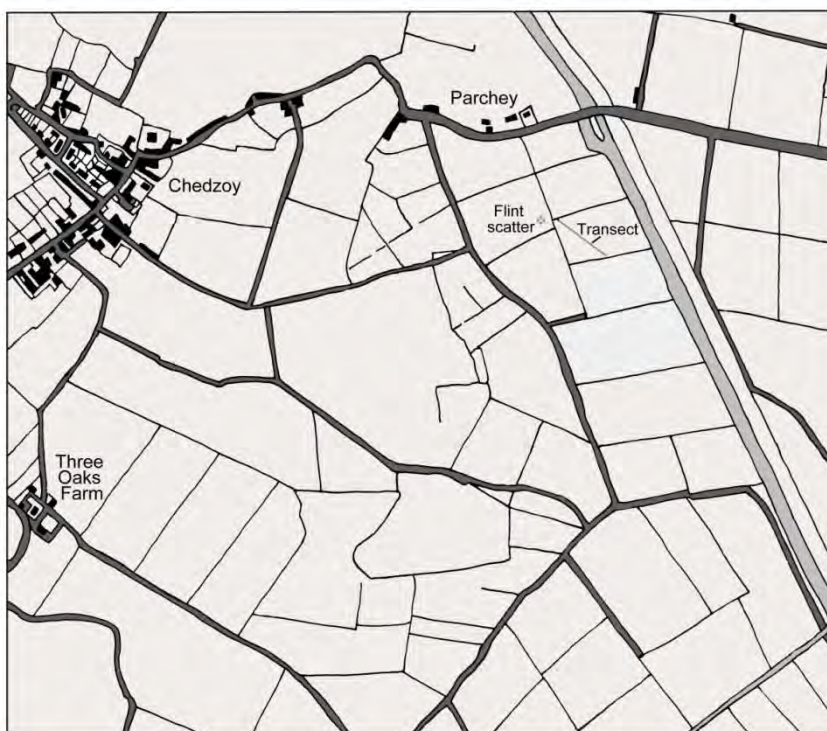 Parchey
Chedzoy
Flint
scatter
Transect
Three
Oaks
Farm